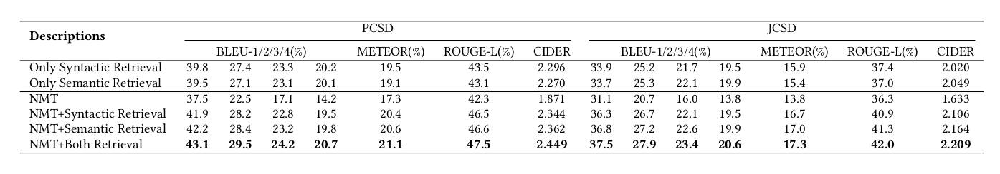 Descriptions PCSD JCSD
BLEU-1/2/3/4(%) METEOR(%) ROUGE-L(%) CIDER BLEU-1/2/3/4(%) METEOR(%) ROUGE-L(%) CIDER
Only Syntactic Retrieval 39.8 27.4 23.3 20.2 19.5 43.5 2.296 33.9 25.2 21.7 19.5 15.9 37.4 2.020
Only Semantic Retrieval 39.5 27.1 23.1 20.1 19.1 43.1 2.270 33.7 25.3 22.1 19.9 15.4 37.0 2.049
NMT 37.5 22.5 17.1 14.2 17.3 42.3 1.871 31.1 20.7 16.0 13.8 13.8 36.3 1.633
NMT+Syntactic Retrieval 41.9 28.2 22.8 19.5 20.4 46.5 2.344 36.3 26.7 22.1 19.5 16.7 40.9 2.106
NMT+Semantic Retrieval 42.2 28.4 23.2 19.8 20.6 46.6 2.362 36.8 27.2 22.6 19.9 17.0 41.3 2.164
NMT+Both Retrieval 43.1 29.5 24.2 20.7 21.1 47.5 2.449 37.5 27.9 23.4 20.6 17.3 42.0 2.209